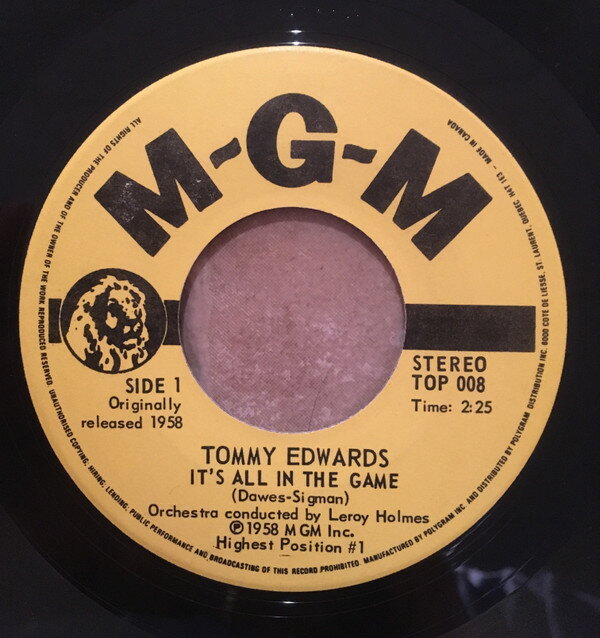 M-G-M
SIDE 1
Originally
released 1958
STEREO
TOP 008
Time: 2:25
TOMMY EDWARDS
IT'S ALL IN THE GAME
(Dawes-Sigman)
Orchestra conducted by Leroy Holmes
℗1958 MGM Inc.
Highest Position #1
ALL RIGHTS OF THE PRODUCER AND OF THE OWNER OF THE WORK REPRODUCED RESERVED. UNAUTHORISED COPYING, HIRING, LENDING, PUBLIC PERFORMANCE AND BROADCASTING OF THIS RECORD PROHIBITED. MANUFACTURED BY POLYGRAM INC AND DISTRIBUTED BY POLYGRAM DISTRIBUTION INC. 6000 COTE DE LIESSE, ST. LAURENT, QUEBEC H4T 1E3 - MADE IN CANADA